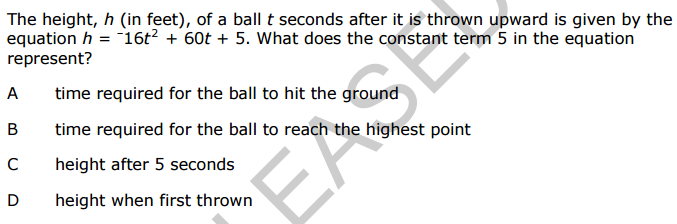 The height, h (in feet), of a ball t seconds after it is thrown upward is given by the
equation h = ⁻16t² + 60t + 5. What does the constant term 5 in the equation
represent?
A time required for the ball to hit the ground
B time required for the ball to reach the highest point
C height after 5 seconds
D height when first thrown
LEASED